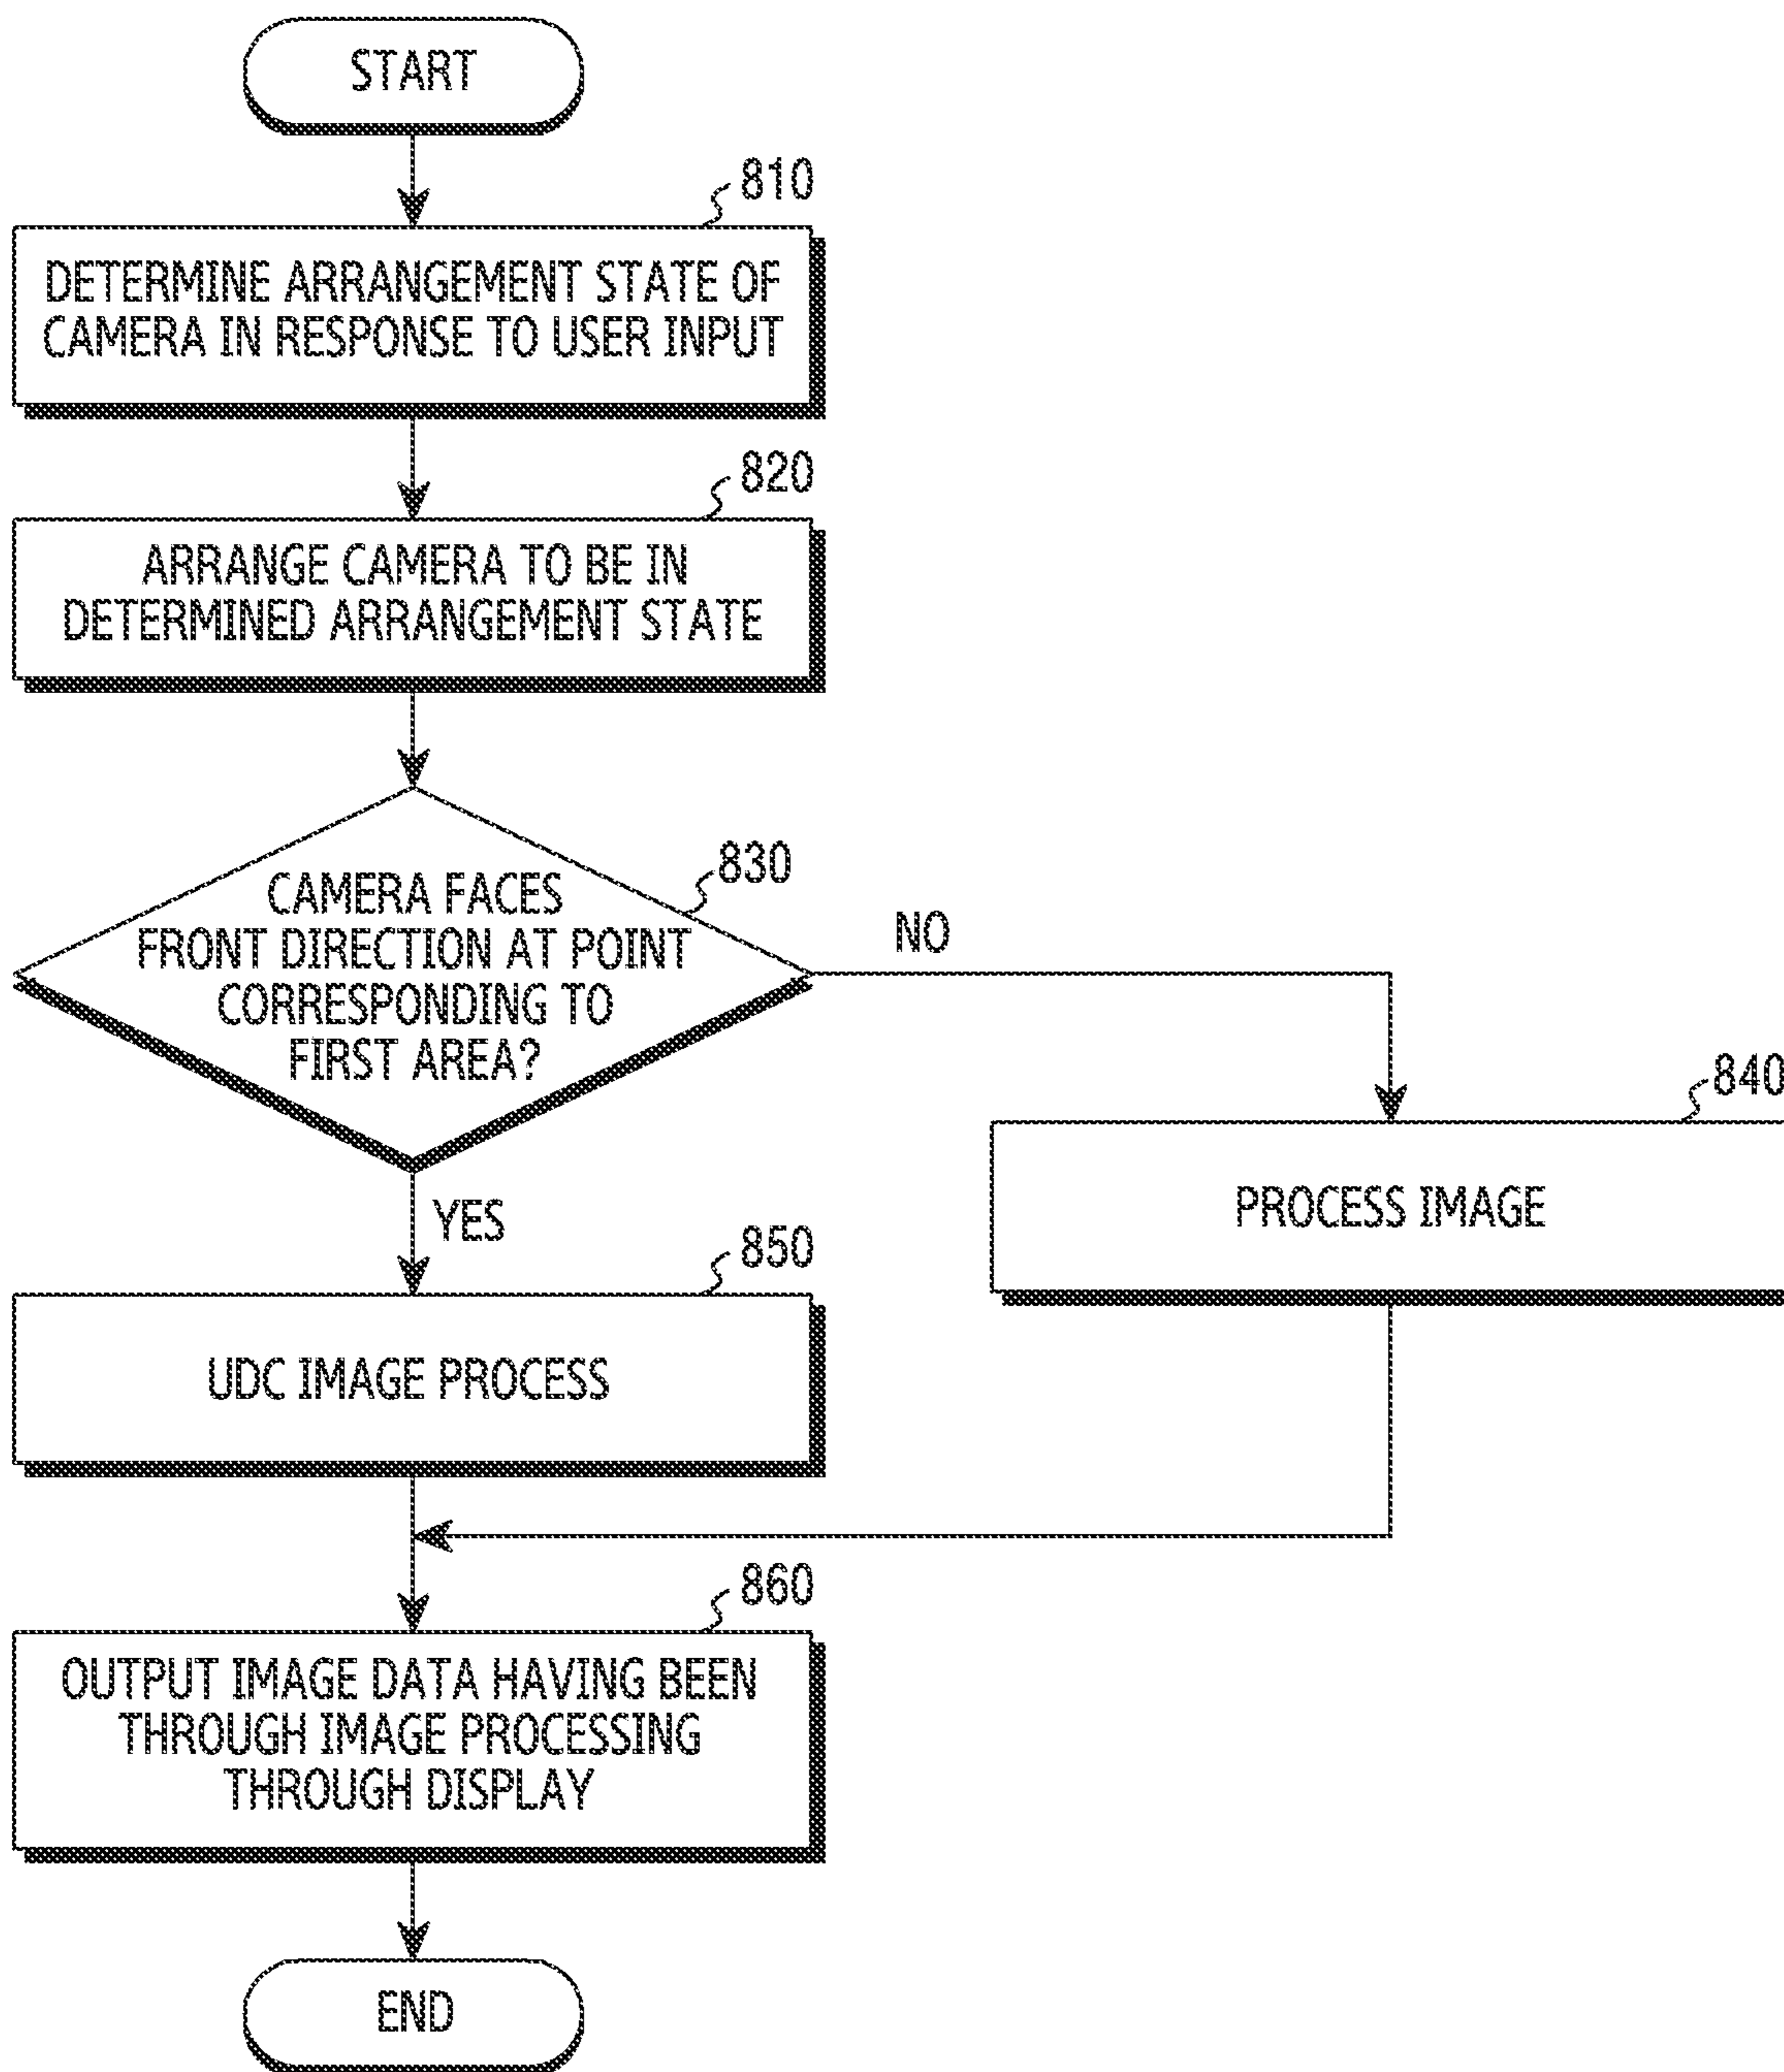 START
810
DETERMINE ARRANGEMENT STATE OF
CAMERA IN RESPONSE TO USER INPUT
820
ARRANGE CAMERA TO BE IN
DETERMINED ARRANGEMENT STATE
830
CAMERA FACES
FRONT DIRECTION AT POINT
CORRESPONDING TO
FIRST AREA?
NO
840
PROCESS IMAGE
YES
850
UDC IMAGE PROCESS
860
OUTPUT IMAGE DATA HAVING BEEN
THROUGH IMAGE PROCESSING
THROUGH DISPLAY
END